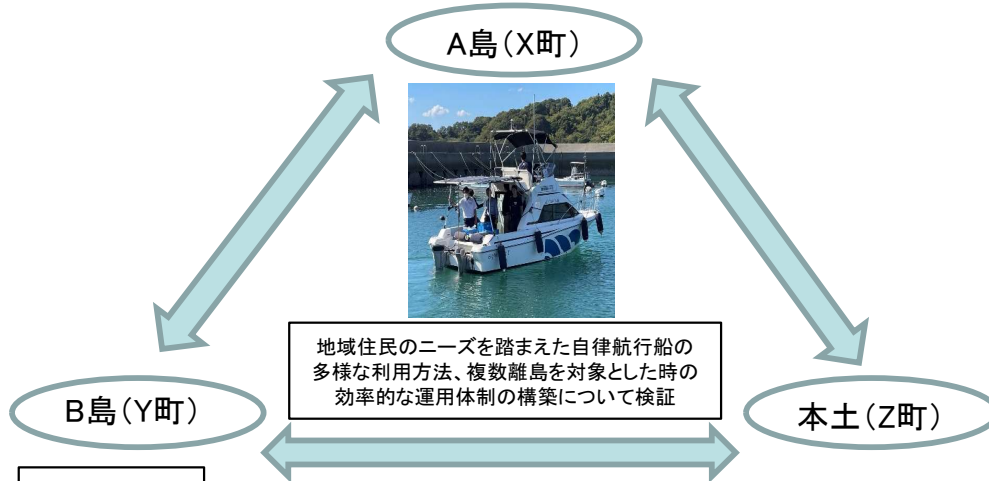 A島(X町)
地域住民のニーズを踏まえた自律航行船の
多様な利用方法、複数離島を対象とした時の
効率的な運用体制の構築について検証
B島(Y町)
本土(Z町)